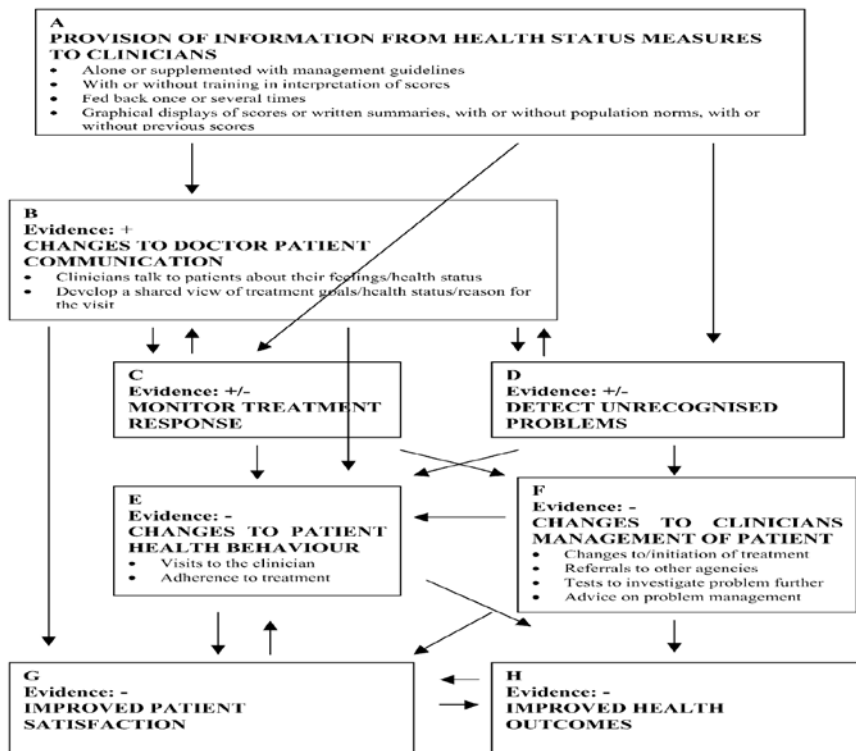 A
PROVISION OF INFORMATION FROM HEALTH STATUS MEASURES
TO CLINICIANS
• Alone or supplemented with management guidelines
• With or without training in interpretation of scores
• Fed back once or several times
• Graphical displays of scores or written summaries, with or without population norms, with or
without previous scores
B
Evidence: +
CHANGES TO DOCTOR PATIENT
COMMUNICATION
• Clinicians talk to patients about their feelings/health status
• Develop a shared view of treatment goals/health status/reason for
the visit
C
Evidence: +/-
MONITOR TREATMENT
RESPONSE
D
Evidence: +/-
DETECT UNRECOGNISED
PROBLEMS
E
Evidence: -
CHANGES TO PATIENT
HEALTH BEHAVIOUR
• Visits to the clinician
• Adherence to treatment
F
Evidence: -
CHANGES TO CLINICIANS
MANAGEMENT OF PATIENT
• Changes to/initiation of treatment
• Referrals to other agencies
• Tests to investigate problem further
• Advice on problem management
G
Evidence: -
IMPROVED PATIENT
SATISFACTION
H
Evidence: -
IMPROVED HEALTH
OUTCOMES